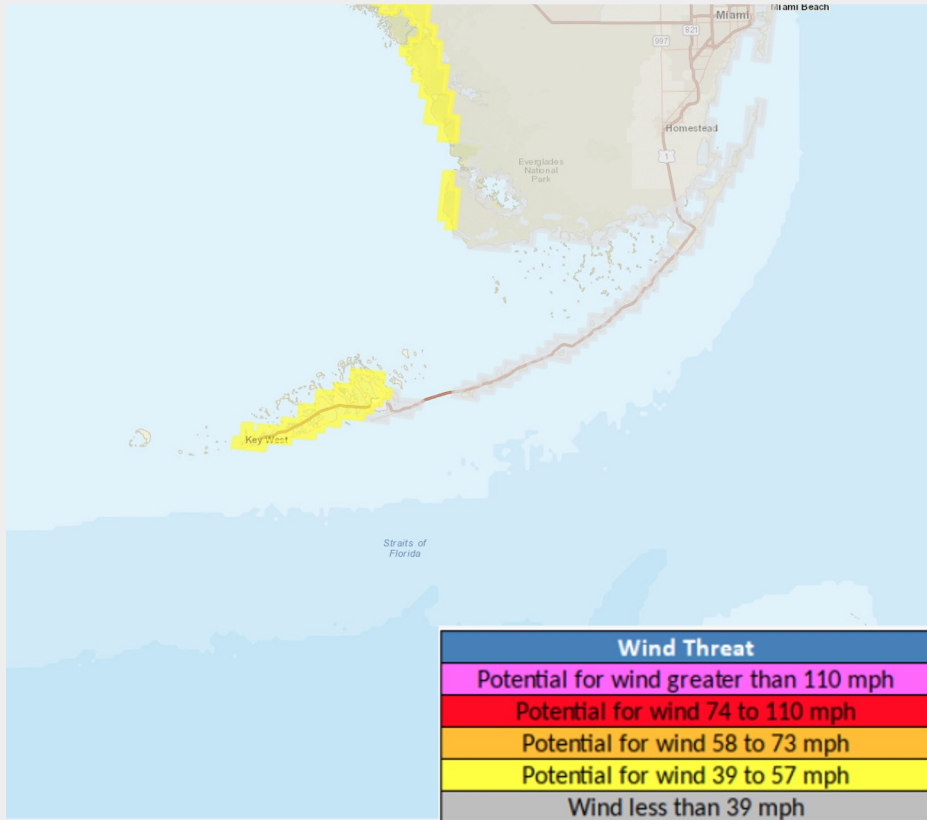 Miami Beach
Miami
821
997
Homestead
1
Everglades
National
Park
Key West
Straits of
Florida
Wind Threat
Potential for wind greater than 110 mph
Potential for wind 74 to 110 mph
Potential for wind 58 to 73 mph
Potential for wind 39 to 57 mph
Wind less than 39 mph